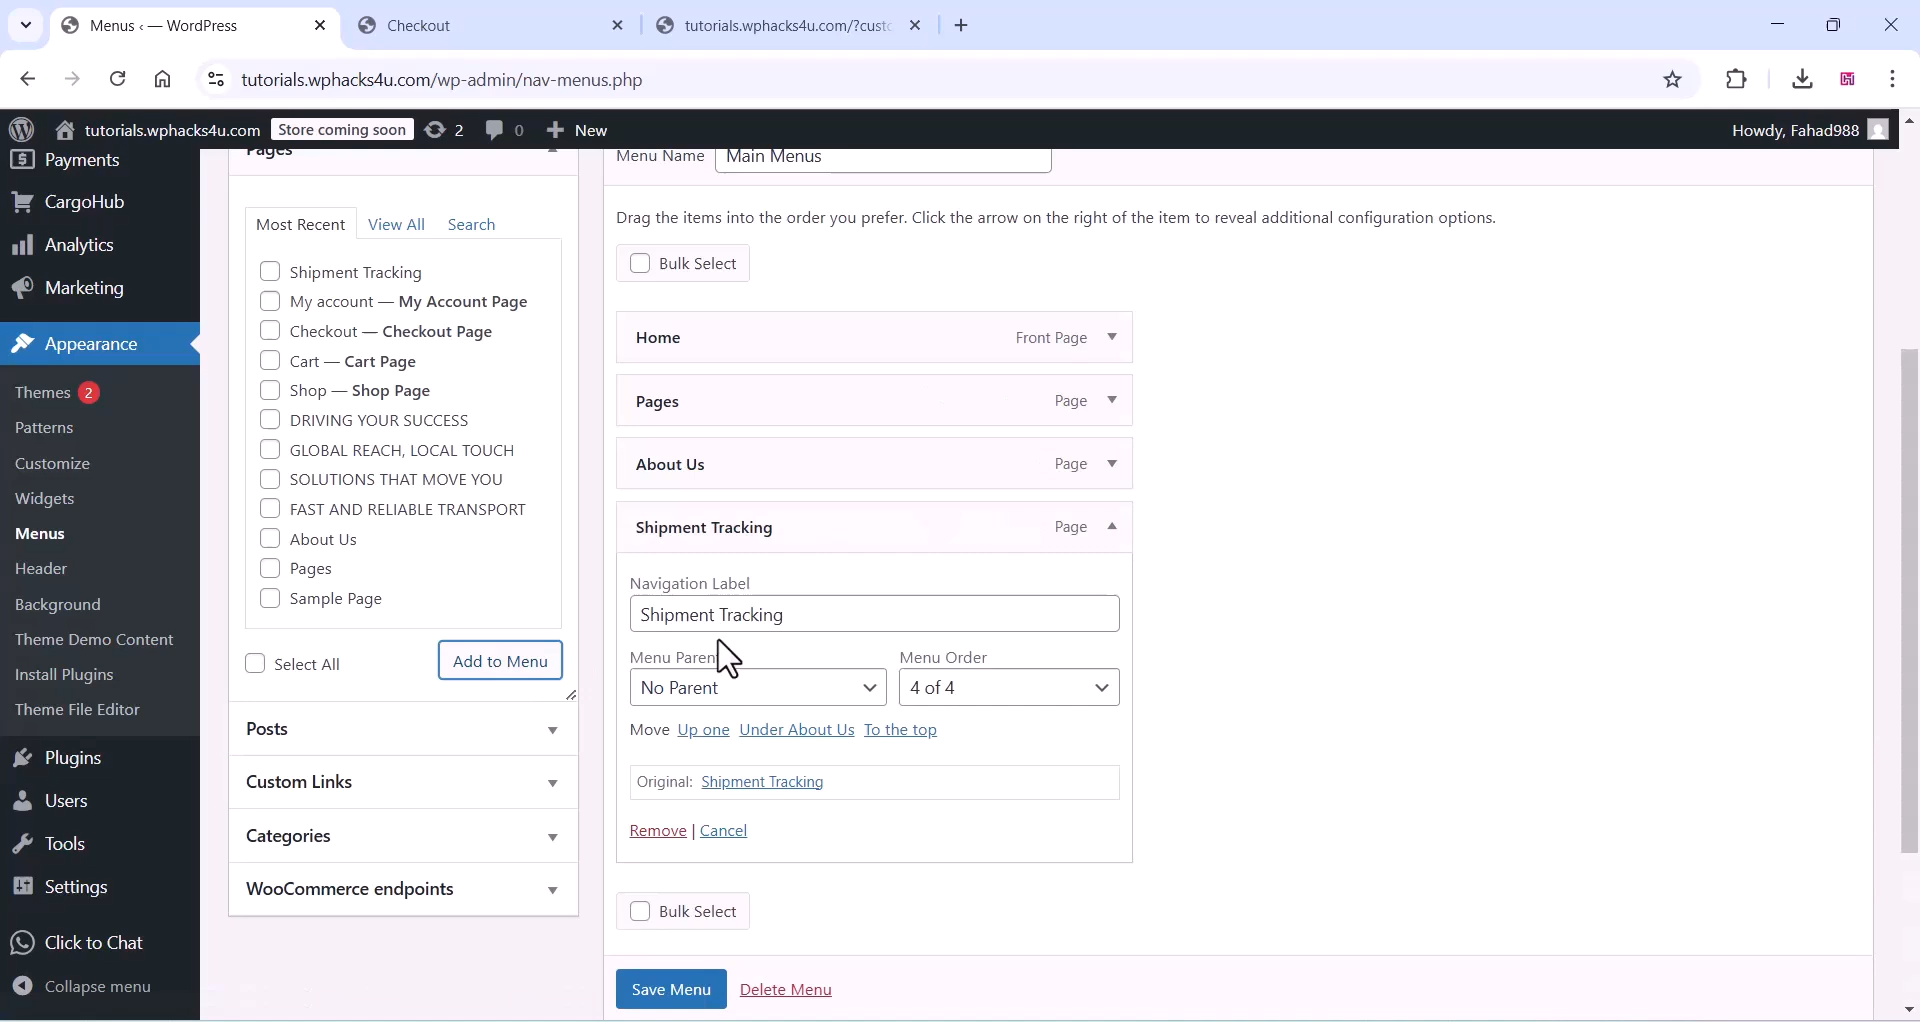 Menus ‹ — WordPress
Checkout
tutorials.wphacks4u.com/?custo
tutorials.wphacks4u.com/wp-admin/nav-menus.php
tutorials.wphacks4u.com
Store coming soon
2
0
New
Howdy, Fahad988
Payments
CargoHub
Analytics
Marketing
Appearance
Themes 2
Patterns
Customize
Widgets
Menus
Header
Background
Theme Demo Content
Install Plugins
Theme File Editor
Plugins
Users
Tools
Settings
Click to Chat
Collapse menu
Pages
Most Recent View All Search
Shipment Tracking
My account — My Account Page
Checkout — Checkout Page
Cart — Cart Page
Shop — Shop Page
DRIVING YOUR SUCCESS
GLOBAL REACH, LOCAL TOUCH
SOLUTIONS THAT MOVE YOU
FAST AND RELIABLE TRANSPORT
About Us
Pages
Sample Page
Select All
Add to Menu
Posts
Custom Links
Categories
WooCommerce endpoints
Menu Name Main Menus
Drag the items into the order you prefer. Click the arrow on the right of the item to reveal additional configuration options.
Bulk Select
Home Front Page
Pages Page
About Us Page
Shipment Tracking Page
Navigation Label
Shipment Tracking
Menu Parent Menu Order
No Parent 4 of 4
Move Up one Under About Us To the top
Original: Shipment Tracking
Remove | Cancel
Bulk Select
Save Menu Delete Menu